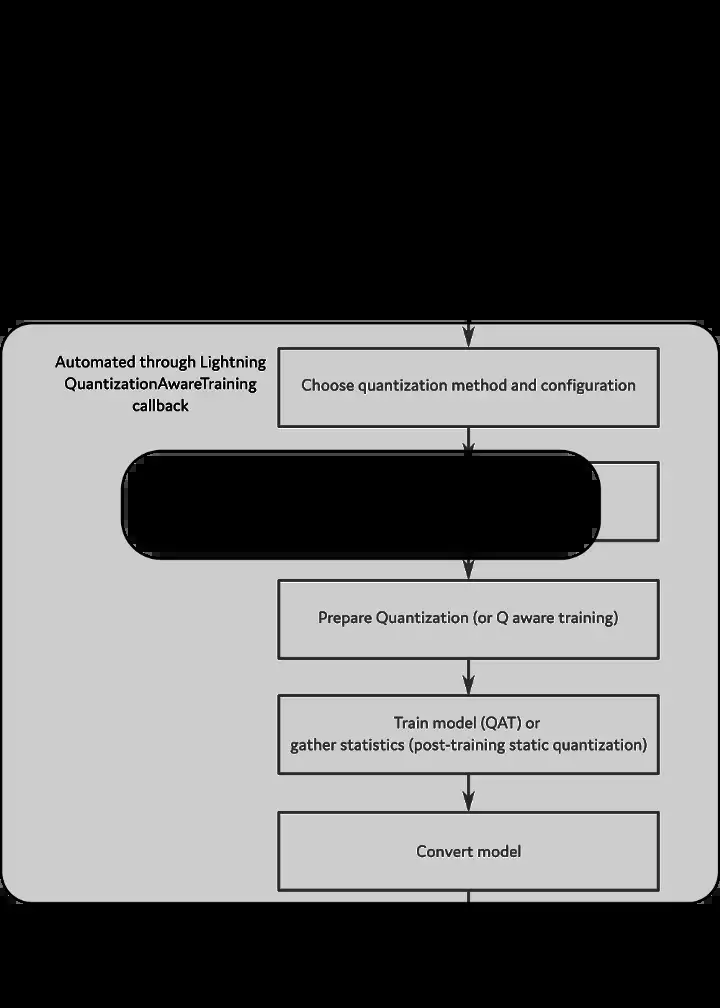 Automated through Lightning
QuantizationAwareTraining
callback
Choose quantization method and configuration
Prepare Quantization (or Q aware training)
Train model (QAT) or
gather statistics (post-training static quantization)
Convert model